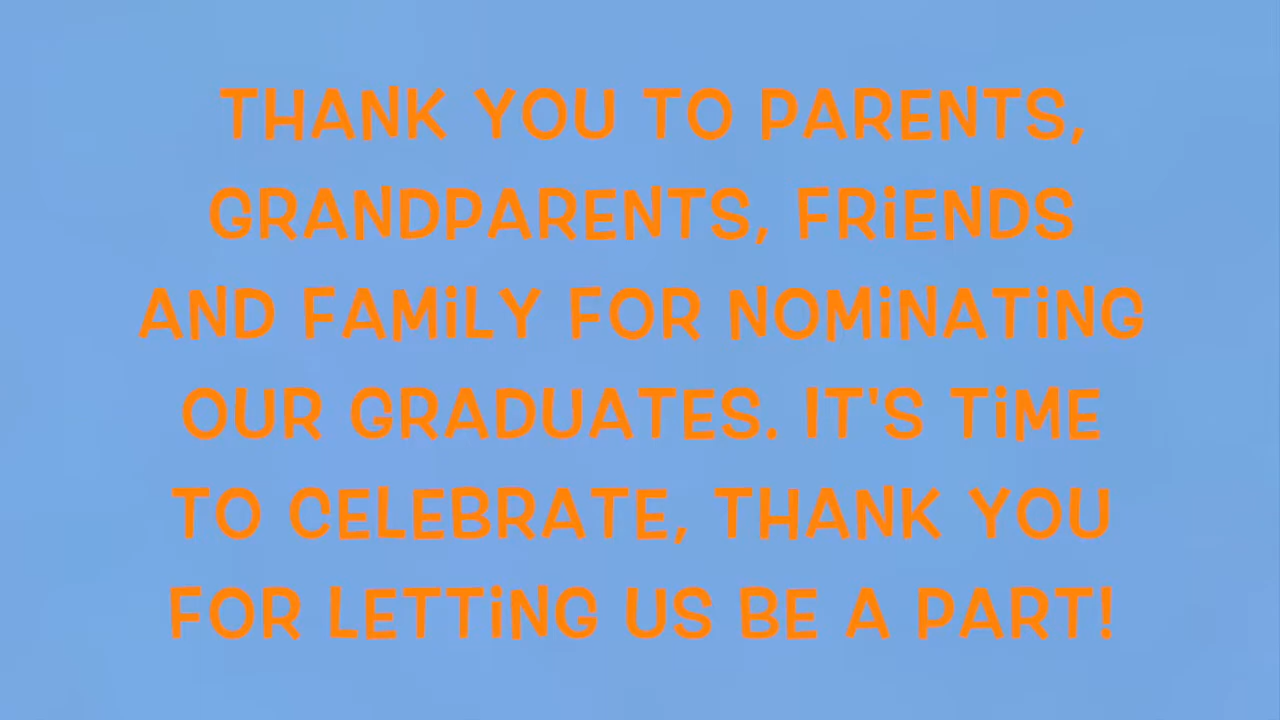 THANK YOU TO PARENTS,
GRANDPARENTS, FRiENDS
AND FAMiLY FOR NOMiNATiNG
OUR GRADUATES. IT'S TiME
TO CELEBRATE, THANK YOU
FOR LETTiNG US BE A PART!